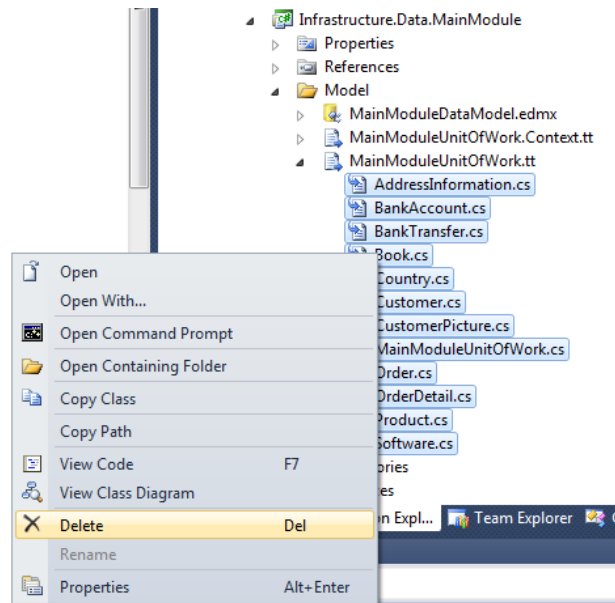 Infrastructure.Data.MainModule
Properties
References
Model
MainModuleDataModel.edmx
MainModuleUnitOfWork.Context.tt
MainModuleUnitOfWork.tt
AddressInformation.cs
BankAccount.cs
BankTransfer.cs
Book.cs
Country.cs
Customer.cs
CustomerPicture.cs
MainModuleUnitOfWork.cs
Order.cs
OrderDetail.cs
Product.cs
Software.cs
ories
es
n Expl... Team Explorer
Open
Open With...
Open Command Prompt
Open Containing Folder
Copy Class
Copy Path
View Code F7
View Class Diagram
Delete Del
Rename
Properties Alt+Enter